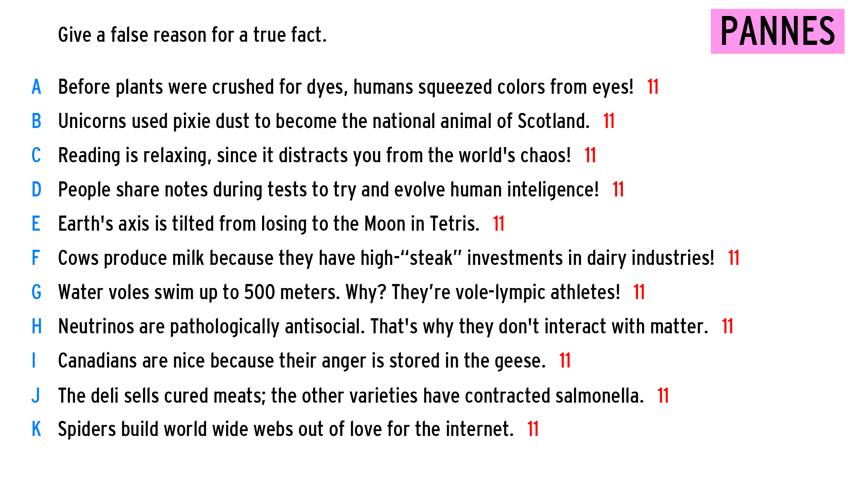 Give a false reason for a true fact.
PANNES
A Before plants were crushed for dyes, humans squeezed colors from eyes! 11
B Unicorns used pixie dust to become the national animal of Scotland. 11
C Reading is relaxing, since it distracts you from the world's chaos! 11
D People share notes during tests to try and evolve human inteligence! 11
E Earth's axis is tilted from losing to the Moon in Tetris. 11
F Cows produce milk because they have high-“steak” investments in dairy industries! 11
G Water voles swim up to 500 meters. Why? They’re vole-lympic athletes! 11
H Neutrinos are pathologically antisocial. That's why they don't interact with matter. 11
I Canadians are nice because their anger is stored in the geese. 11
J The deli sells cured meats; the other varieties have contracted salmonella. 11
K Spiders build world wide webs out of love for the internet. 11